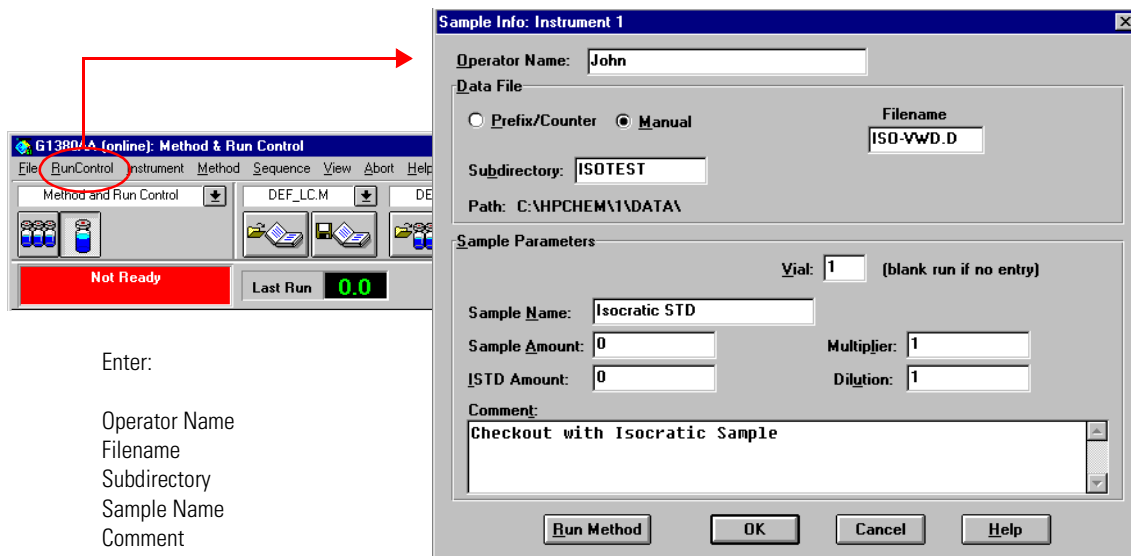 Sample Info: Instrument 1
Operator Name: John
Data File
Prefix/Counter Manual
Filename
ISO-VWD.D
Subdirectory: ISOTEST
Path: C:\HPCHEM\1\DATA\
Sample Parameters
Vial: 1 (blank run if no entry)
Sample Name: Isocratic STD
Sample Amount: 0 Multiplier: 1
ISTD Amount: 0 Dilution: 1
Comment:
Checkout with Isocratic Sample
Run Method OK Cancel Help
(online): Method & Run Control
File RunControl Instrument Method Sequence View Abort Help
Method and Run Control DEF_LC.M DE
Not Ready
Last Run 0.0
Enter:
Operator Name
Filename
Subdirectory
Sample Name
Comment